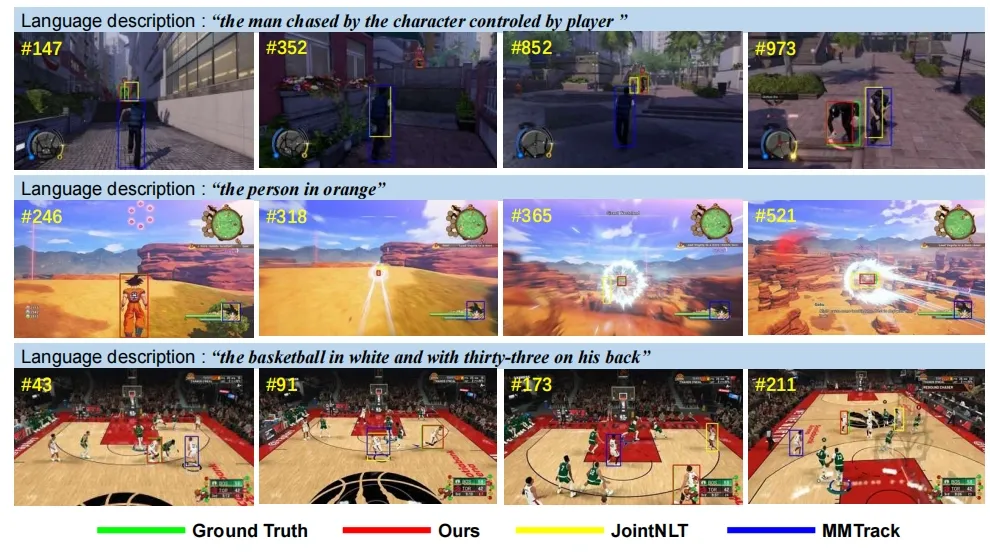 Language description : “the man chased by the character controled by player ”
#147 #352 #852 #973
Language description : “the person in orange”
#246 #318 #365 #521
Language description : “the basketball in white and with thirty-three on his back”
#43 #91 #173 #211
Ground Truth Ours JointNLT MMTrack